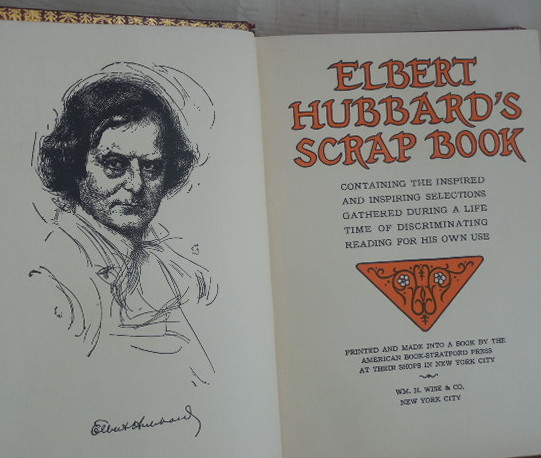 Elbert Hubbard
ELBERT
HUBBARD'S
SCRAP BOOK
CONTAINING THE INSPIRED
AND INSPIRING SELECTIONS
GATHERED DURING A LIFE
TIME OF DISCRIMINATING
READING FOR HIS OWN USE
PRINTED AND MADE INTO A BOOK BY THE
AMERICAN BOOK-STRATFORD PRESS
AT THEIR SHOPS IN NEW YORK CITY
WM. H. WISE & CO.
NEW YORK CITY